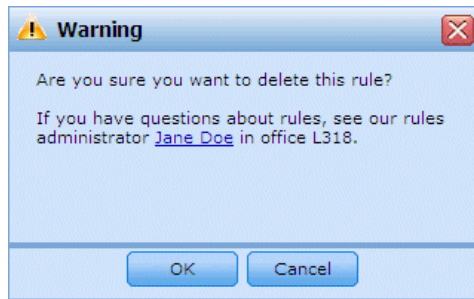 Warning
Are you sure you want to delete this rule?
If you have questions about rules, see our rules
administrator Jane Doe in office L318.
OK Cancel